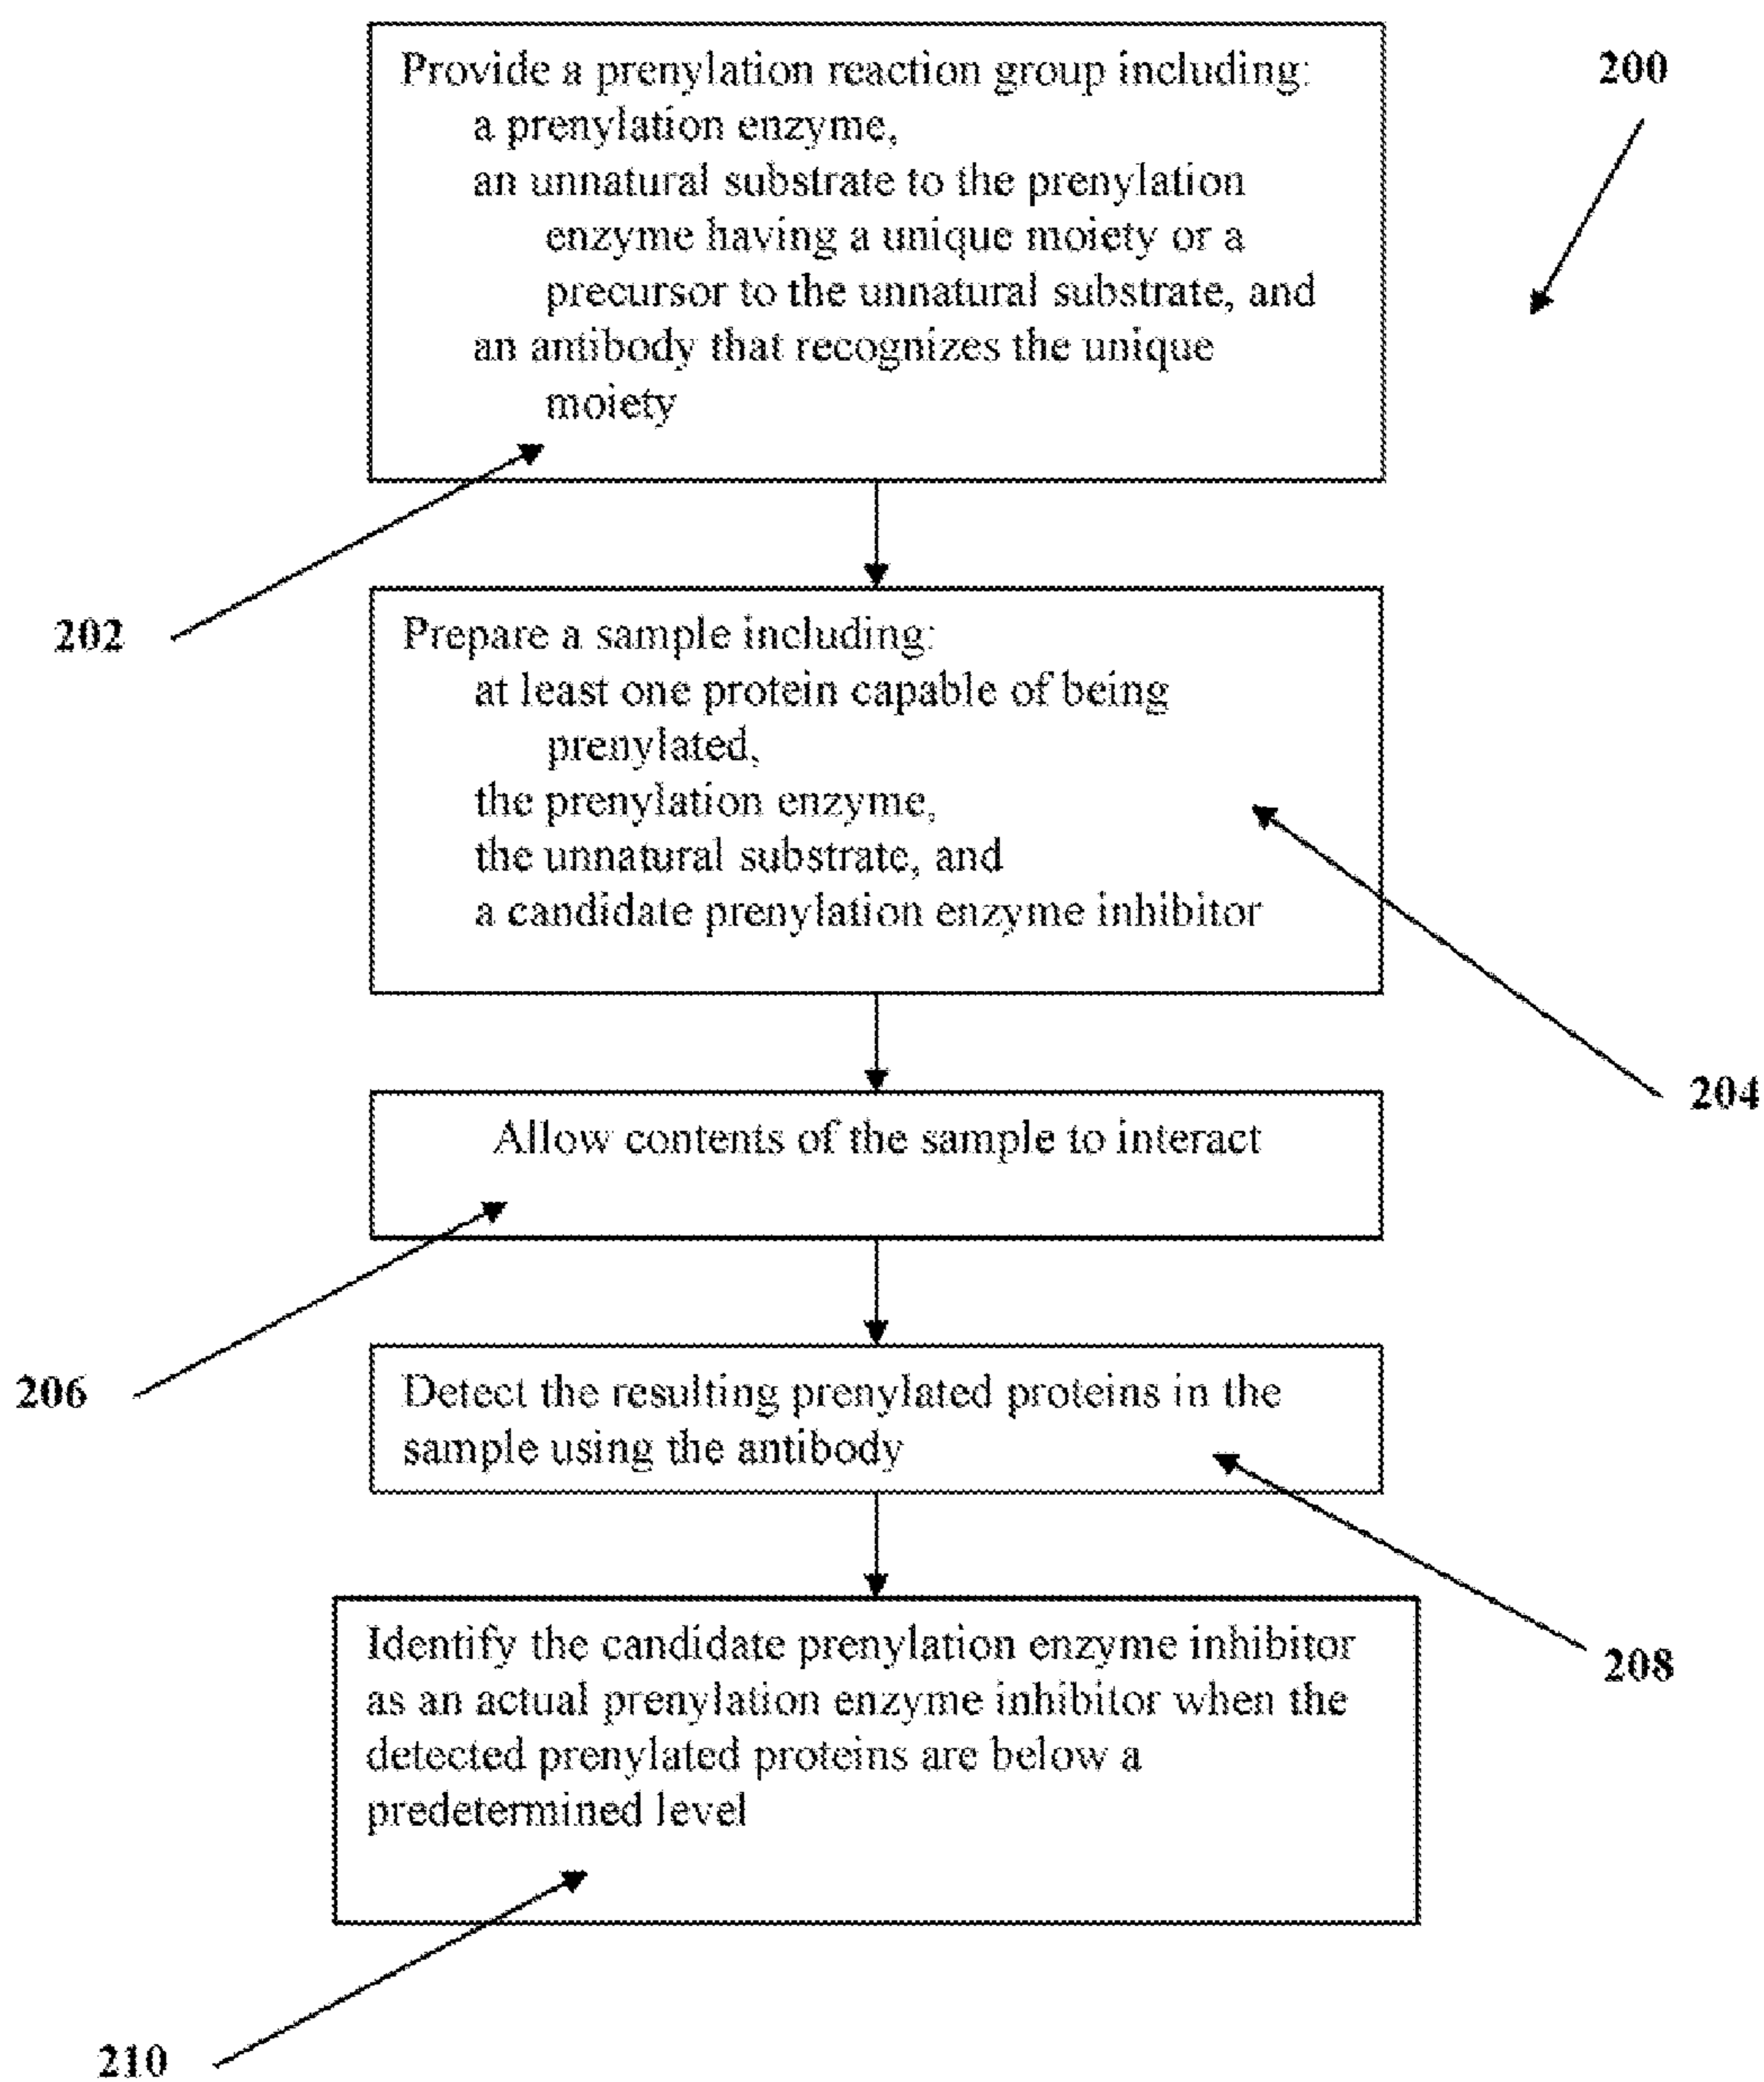 Provide a prenylation reaction group including:
a prenylation enzyme,
an unnatural substrate to the prenylation
enzyme having a unique moiety or a
precursor to the unnatural substrate, and
an antibody that recognizes the unique
moiety
200
202
Prepare a sample including:
at least one protein capable of being
prenylated,
the prenylation enzyme,
the unnatural substrate, and
a candidate prenylation enzyme inhibitor
204
Allow contents of the sample to interact
206
Detect the resulting prenylated proteins in the
sample using the antibody
208
Identify the candidate prenylation enzyme inhibitor
as an actual prenylation enzyme inhibitor when the
detected prenylated proteins are below a
predetermined level
210